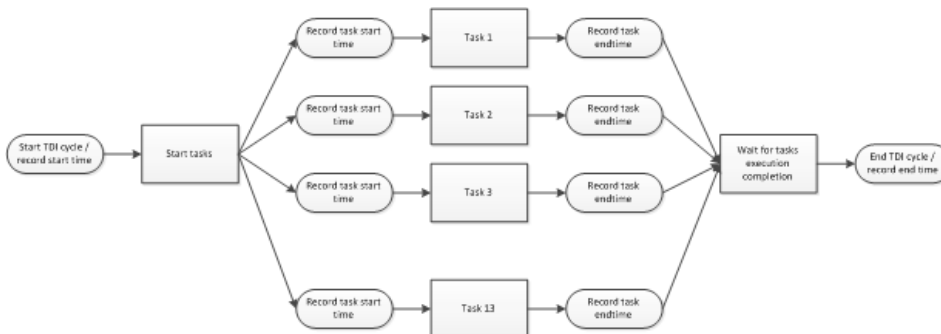 Record task start
time
Task 1
Record task
endtime
Record task start
time
Task 2
Record task
endtime
Start TDI cycle /
record start time
Start tasks
Record task start
time
Task 3
Record task
endtime
Wait for tasks
execution
completion
End TDI cycle /
record end time
Record task start
time
Task 13
Record task
endtime